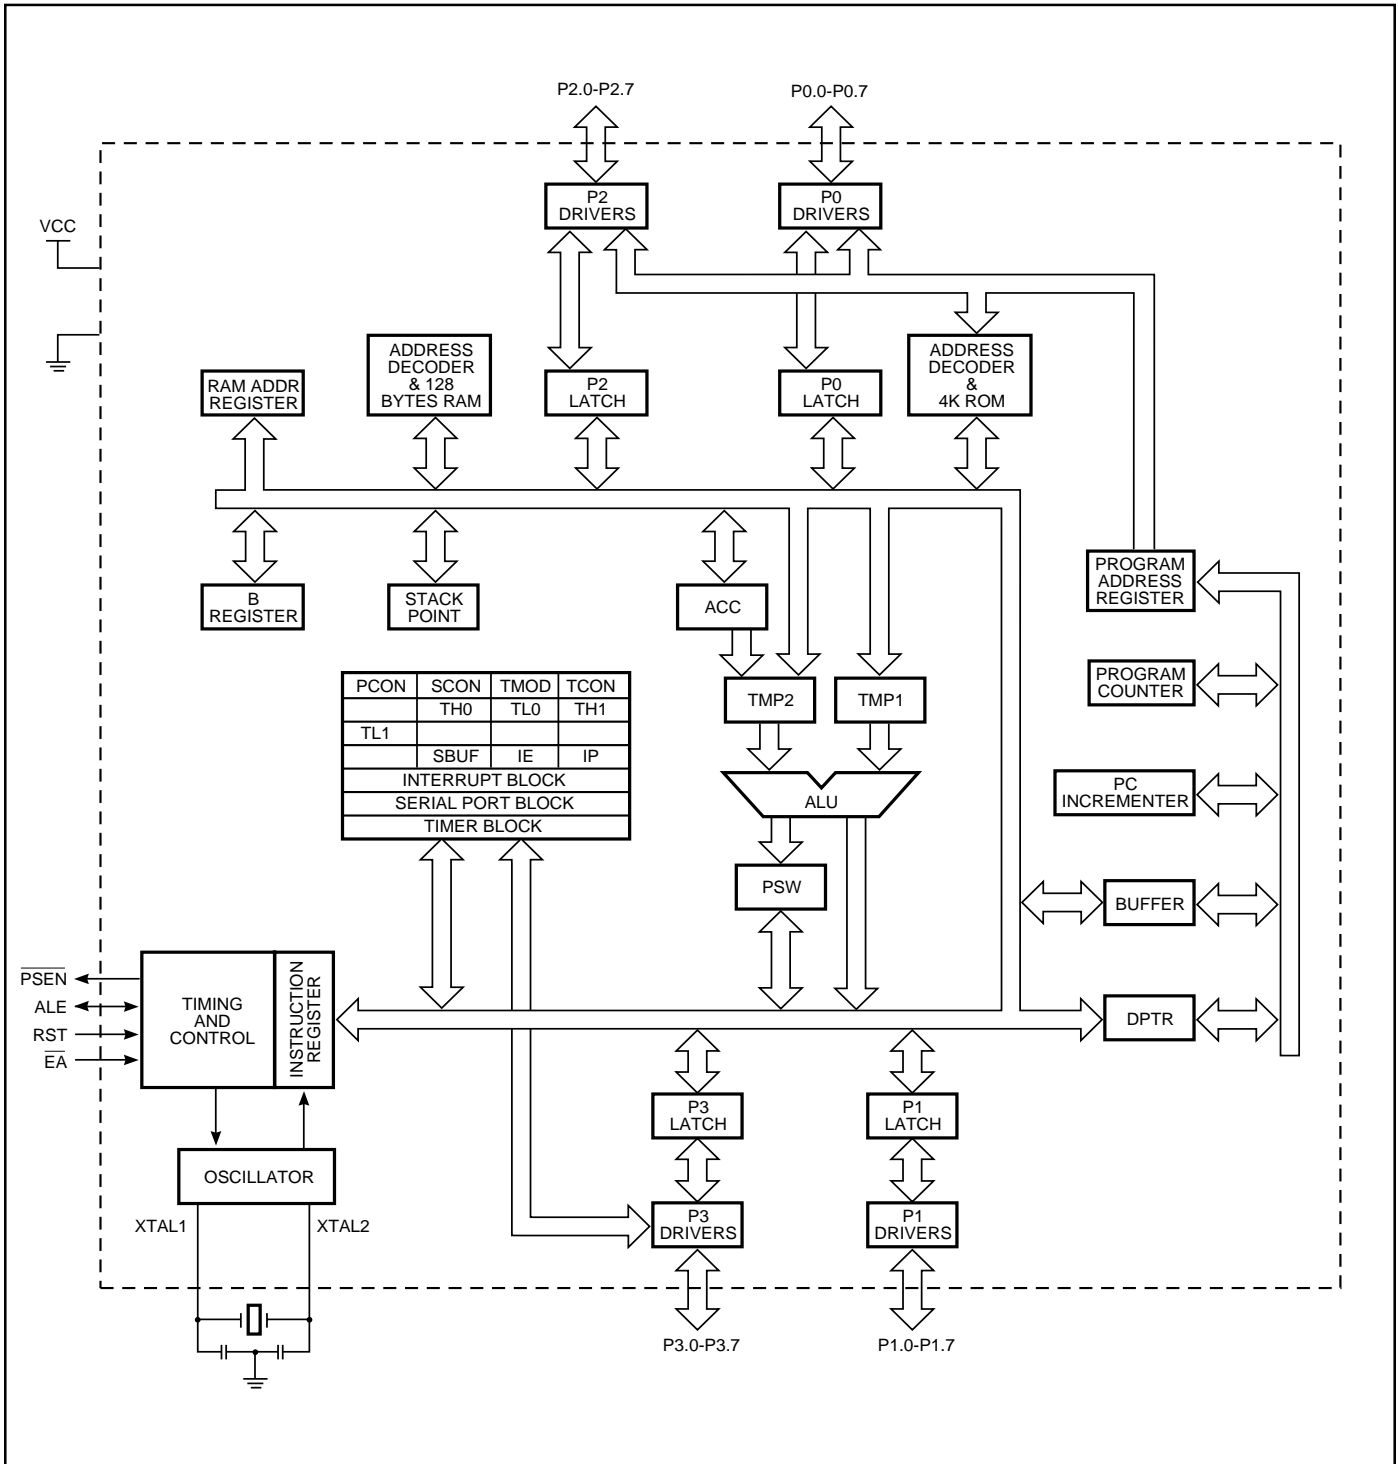 P2.0-P2.7
P0.0-P0.7
VCC
P2
DRIVERS
P0
DRIVERS
RAM ADDR
REGISTER
ADDRESS
DECODER
& 128
BYTES RAM
P2
LATCH
P0
LATCH
ADDRESS
DECODER
&
4K ROM
B
REGISTER
STACK
POINT
ACC
PROGRAM
ADDRESS
REGISTER
PROGRAM
COUNTER
PC
INCREMENTER
BUFFER
DPTR
TMP2
TMP1
ALU
PSW
PCON SCON TMOD TCON
TH0 TL0 TH1
TL1
SBUF IE IP
INTERRUPT BLOCK
SERIAL PORT BLOCK
TIMER BLOCK
PSEN
ALE
RST
EA
TIMING
AND
CONTROL
INSTRUCTION
REGISTER
OSCILLATOR
XTAL1
XTAL2
P3
LATCH
P1
LATCH
P3
DRIVERS
P1
DRIVERS
P3.0-P3.7
P1.0-P1.7